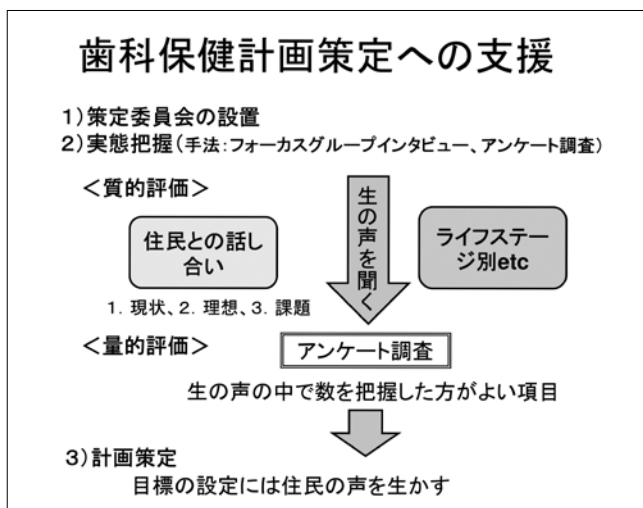 歯科保健計画策定への支援
1)策定委員会の設置
2)実態把握(手法:フォーカスグループインタビュー、アンケート調査)
<質的評価>
生の声を聞く
住民との話し
合い
ライフステー
ジ別etc
1. 現状、2. 理想、3. 課題
<量的評価>
アンケート調査
生の声の中で数を把握した方がよい項目
3)計画策定
目標の設定には住民の声を生かす